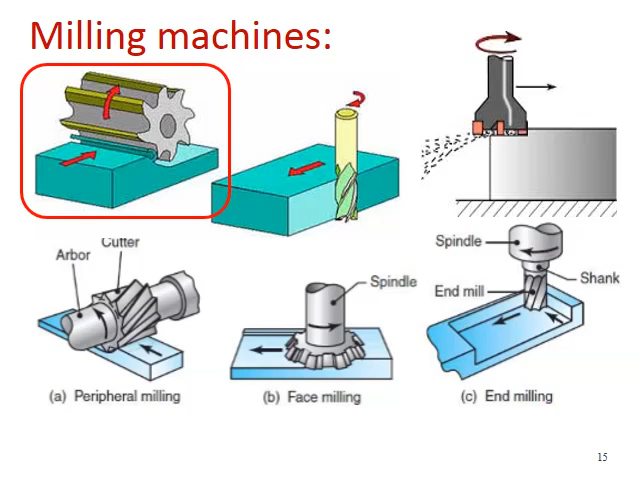 Milling machines:
Cutter
Arbor
Spindle
Spindle
Shank
End mill
(a) Peripheral milling
(b) Face milling
(c) End milling
15